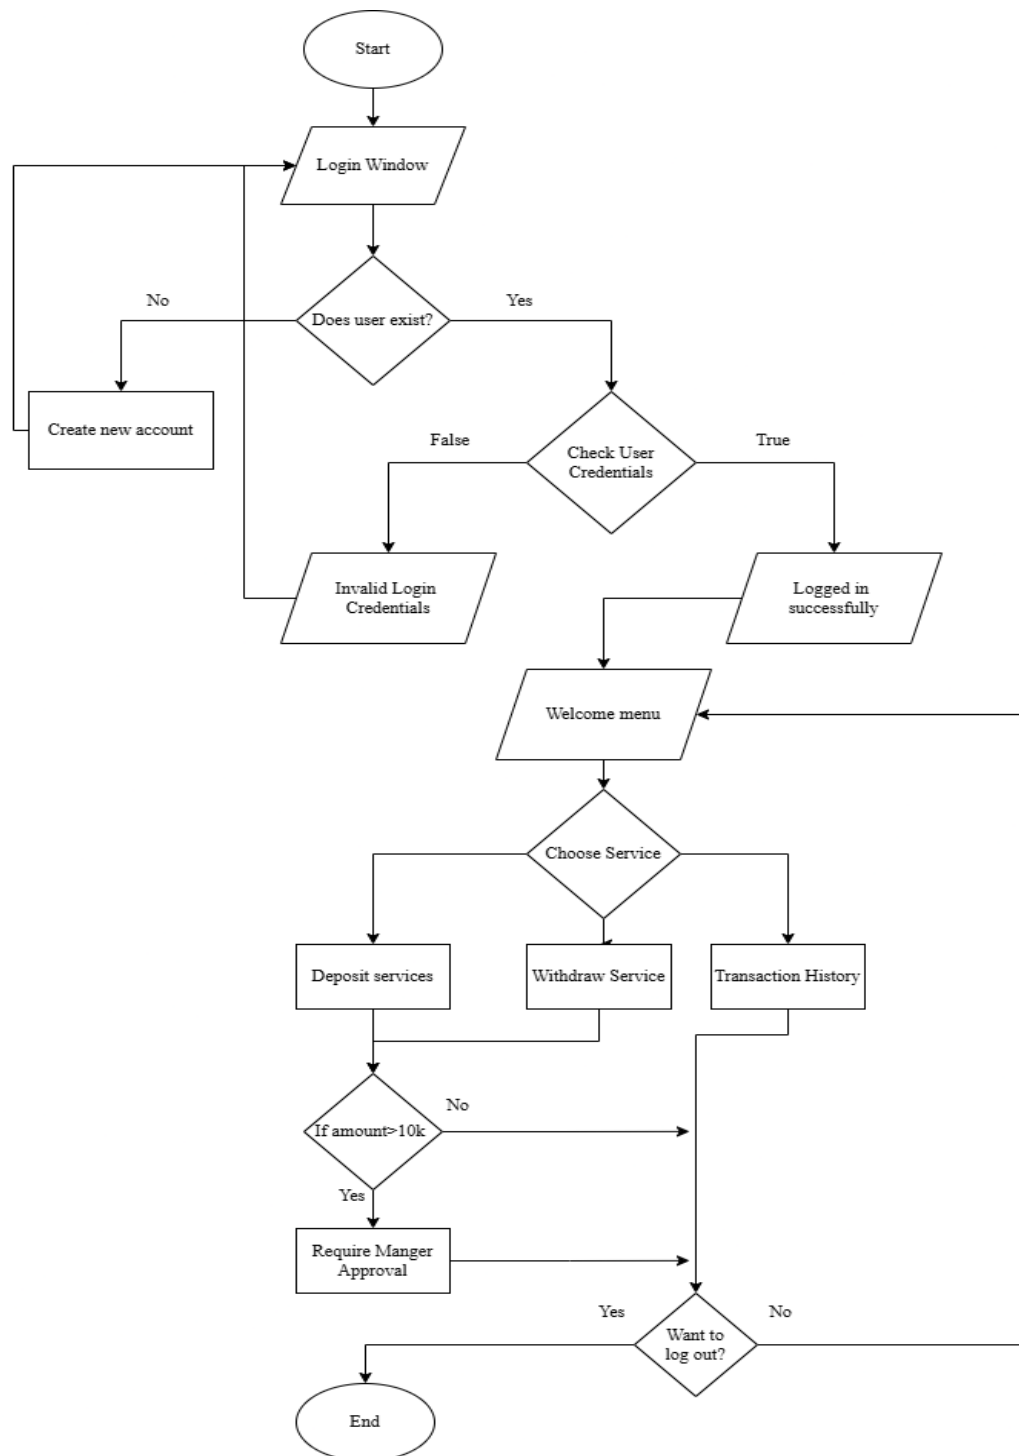 Start
Login Window
No
Yes
Does user exist?
Create new account
False
True
Check User
Credentials
Invalid Login
Credentials
Logged in
successfully
Welcome menu
Choose Service
Deposit services
Withdraw Service
Transaction History
No
If amount>10k
Yes
Require Manger
Approval
Yes
No
Want to
log out?
End